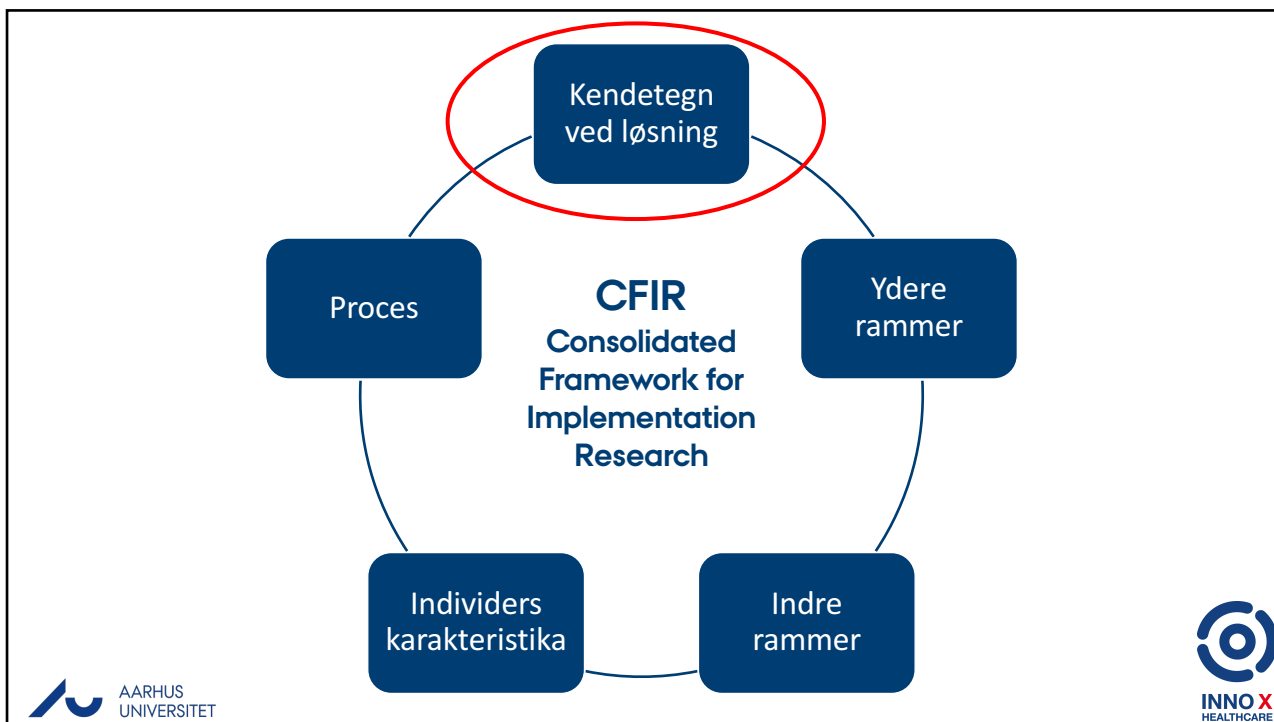 Kendetegn
ved løsning
Proces
CFIR
Consolidated
Framework for
Implementation
Research
Ydere
rammer
Individers
karakteristika
Indre
rammer
AARHUS
UNIVERSITET
INNO X
HEALTHCARE